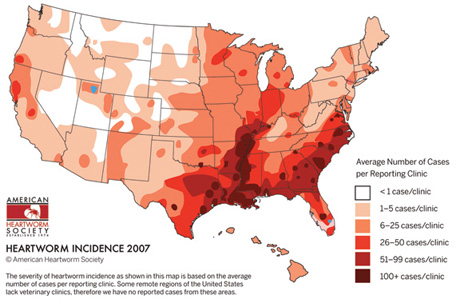 Average Number of Cases
per Reporting Clinic
< 1 case/clinic
1–5 cases/clinic
6–25 cases/clinic
26–50 cases/clinic
51–99 cases/clinic
100+ cases/clinic
AMERICAN
HEARTWORM
SOCIETY
ESTABLISHED 1974
HEARTWORM INCIDENCE 2007
© American Heartworm Society
The severity of heartworm incidence as shown in this map is based on the average
number of cases per reporting clinic. Some remote regions of the United States
lack veterinary clinics, therefore we have no reported cases from these areas.